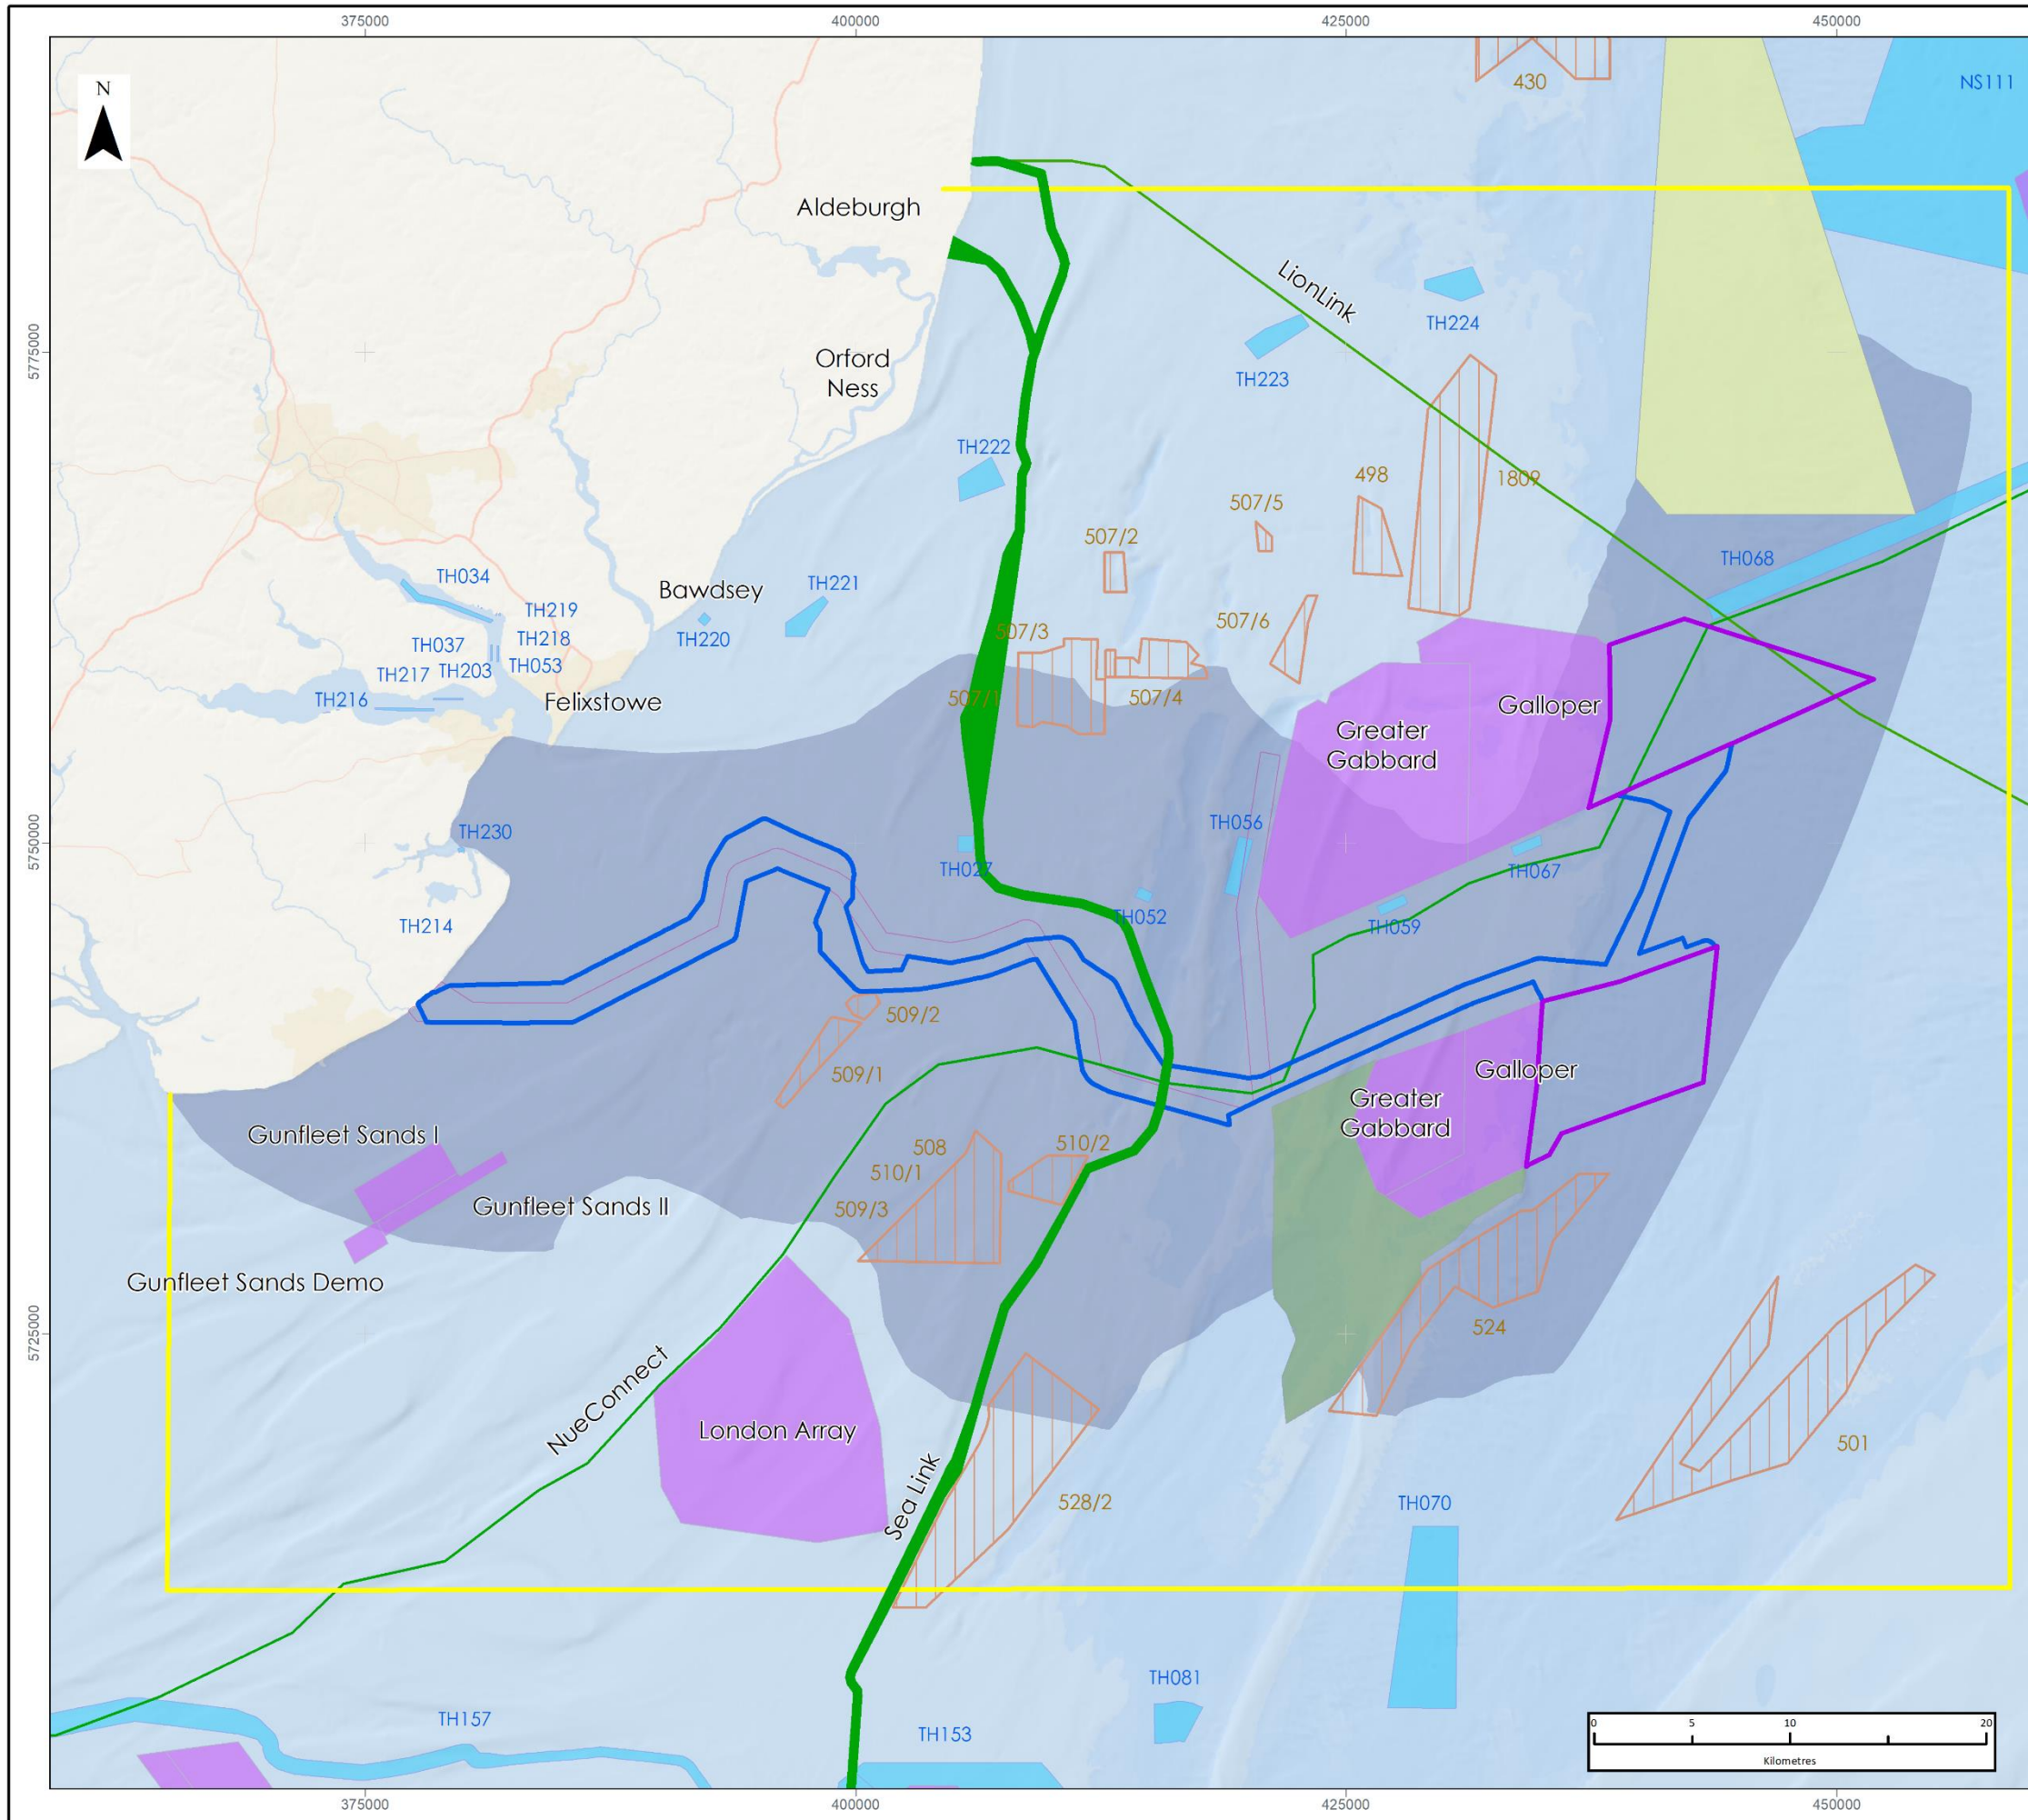 375000
400000
425000
450000
N
430
NS111
Aldeburgh
LionLink
TH224
5775000
Orford
Ness
TH223
TH222
498
1809
507/5
507/2
TH068
TH034
Bawdsey
TH221
TH219
507/6
507/3
TH037
TH218
TH220
TH217
TH203
TH053
TH216
Felixstowe
507/1
507/4
Galloper
Greater
Gabbard
TH230
TH056
5750000
TH027
TH067
TH214
TH052
TH059
509/2
509/1
Galloper
Greater
Gabbard
Gunfleet Sands I
508
510/2
510/1
Gunfleet Sands II
509/3
Gunfleet Sands Demo
5725000
524
NueConnect
London Array
501
Sea Link
528/2
TH070
TH081
TH157
TH153
0
5
10
20
Kilometres
375000
400000
425000
450000